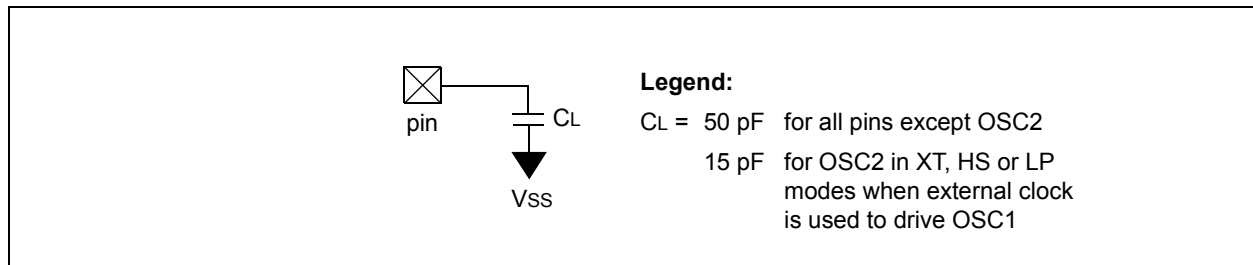 pin
CL
VSS
Legend:
CL = 50 pF for all pins except OSC2
15 pF for OSC2 in XT, HS or LP
modes when external clock
is used to drive OSC1